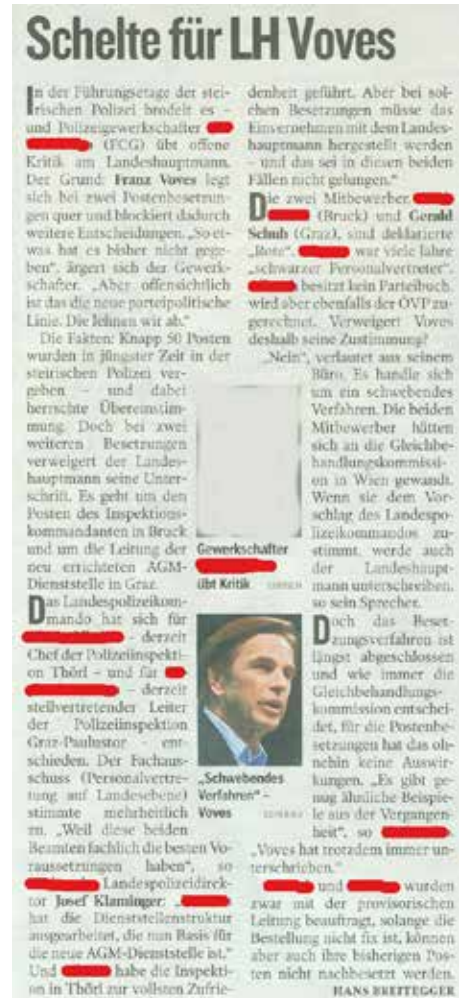 Schelte für LH Voves
In der Führungsetage der stei-
rischen Polizei brodelt es –
und Polizeigewerkschafter
(FCG) übt offene
Kritik am Landeshauptmann.
Der Grund: Franz Voves legt
sich bei zwei Postenbesetzun-
gen quer und blockiert dadurch
weitere Entscheidungen. „So et-
was hat es bisher nicht gege-
ben“, ärgert sich der Gewerk-
schafter. „Aber offensichtlich
ist das die neue parteipolitische
Linie. Die lehnen wir ab.“
Die Fakten: Knapp 50 Posten
wurden in jüngster Zeit in der
steirischen Polizei ver-
geben – und dabei
herrschte Übereinstim-
mung. Doch bei zwei
weiteren Besetzungen
verweigert der Landes-
hauptmann seine Unter-
schrift. Es geht um den
Posten des Inspektions-
kommandanten in Bruck
und um die Leitung der
neu errichteten AGM-
Dienststelle in Graz.
Das Landespolizeikom-
mando hat sich für
– derzeit
Chef der Polizeiinspekti-
on Thörl – und für
– derzeit
stellvertretender Leiter
der Polizeiinspektion
Graz-Paulustor – ent-
schieden. Der Fachaus-
schuss (Personalvertre-
tung auf Landesebene)
stimmte mehrheitlich
zu. „Weil diese beiden
Beamten fachlich die besten Vo-
raussetzungen haben“, so
Landespolizeidirek-
tor Josef Klaminger. „
hat die Dienststellenstruktur
ausgearbeitet, die nun Basis für
die neue AGM-Dienststelle ist.“
Und habe die Inspekti-
on in Thörl zur vollsten Zufrie-
denheit geführt. Aber bei sol-
chen Besetzungen müsse das
Einvernehmen mit dem Landes-
hauptmann hergestellt werden
– und das sei in diesen beiden
Fällen nicht gelungen.“
Die zwei Mitbewerber,
(Bruck) und Gerald
Schuh (Graz), sind deklarierte
„Rote“. war viele Jahre
„schwarzer Personalvertreter“.
besitzt kein Parteibuch,
wird aber ebenfalls der ÖVP zu-
gerechnet. Verweigert Voves
deshalb seine Zustimmung?
„Nein“, verlautet aus seinem
Büro. Es handle sich
um ein schwebendes
Verfahren. Die beiden
Mitbewerber hätten
sich an die Gleichbe-
handlungskommissi-
on in Wien gewandt.
Wenn sie dem Vor-
schlag des Landespo-
lizeikommandos zu-
stimmt, werde auch
der Landeshaupt-
mann unterschreiben,
so sein Sprecher.
Doch das Beset-
zungsverfahren ist
längst abgeschlossen
und wie immer die
Gleichbehandlungs-
kommission entschei-
det, für die Postenbe-
setzungen hat das oh-
nehin keine Auswir-
kungen. „Es gibt ge-
nug ähnliche Beispie-
le aus der Vergangen-
heit“, so
„Voves hat trotzdem immer un-
terschrieben.“
und wurden
zwar mit der provisorischen
Leitung beauftragt, solange die
Bestellung nicht fix ist, können
aber auch ihre bisherigen Pos-
ten nicht nachbesetzt werden.
HANS BREITEGGER
Gewerkschafter
übt Kritik
„Schwebendes
Verfahren“ –
Voves